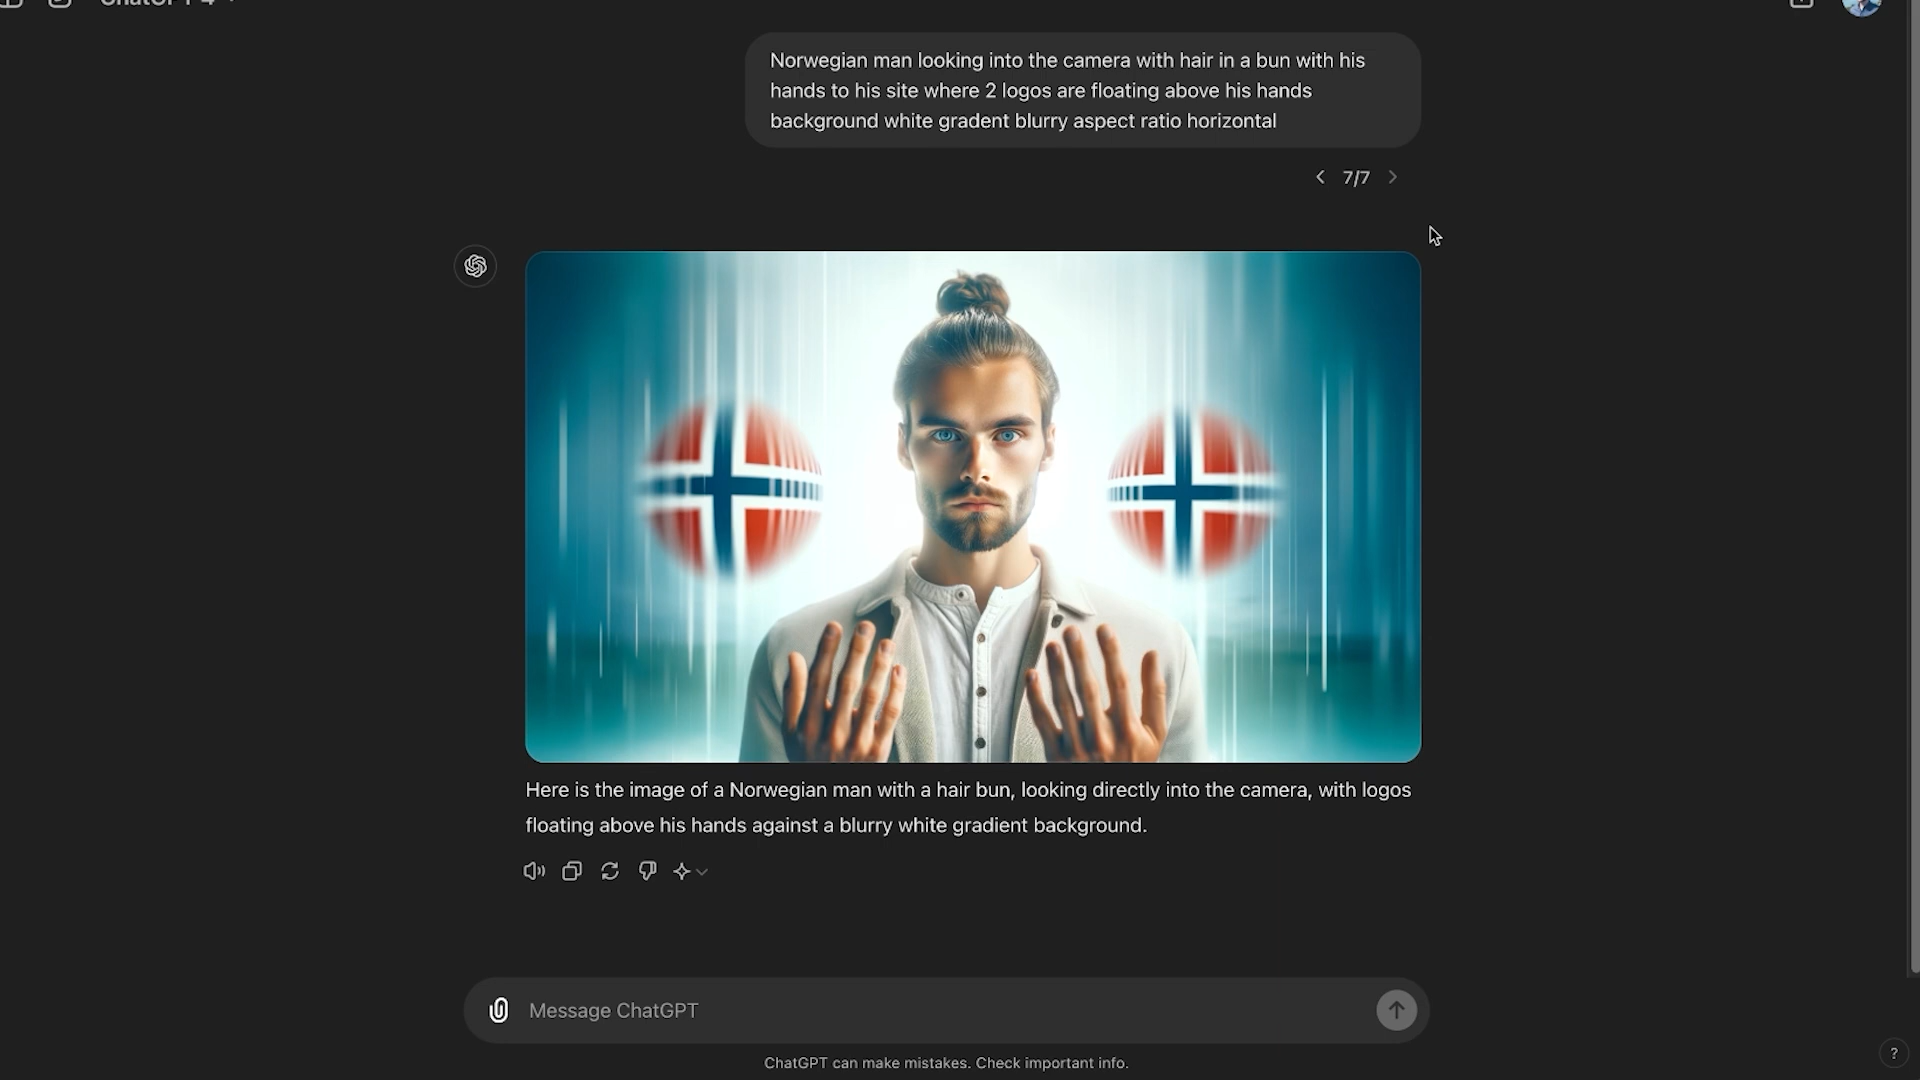 ChatGPT 4
Norwegian man looking into the camera with hair in a bun with his
hands to his site where 2 logos are floating above his hands
background white gradent blurry aspect ratio horizontal
7/7
Here is the image of a Norwegian man with a hair bun, looking directly into the camera, with logos
floating above his hands against a blurry white gradient background.
Message ChatGPT
ChatGPT can make mistakes. Check important info.
?